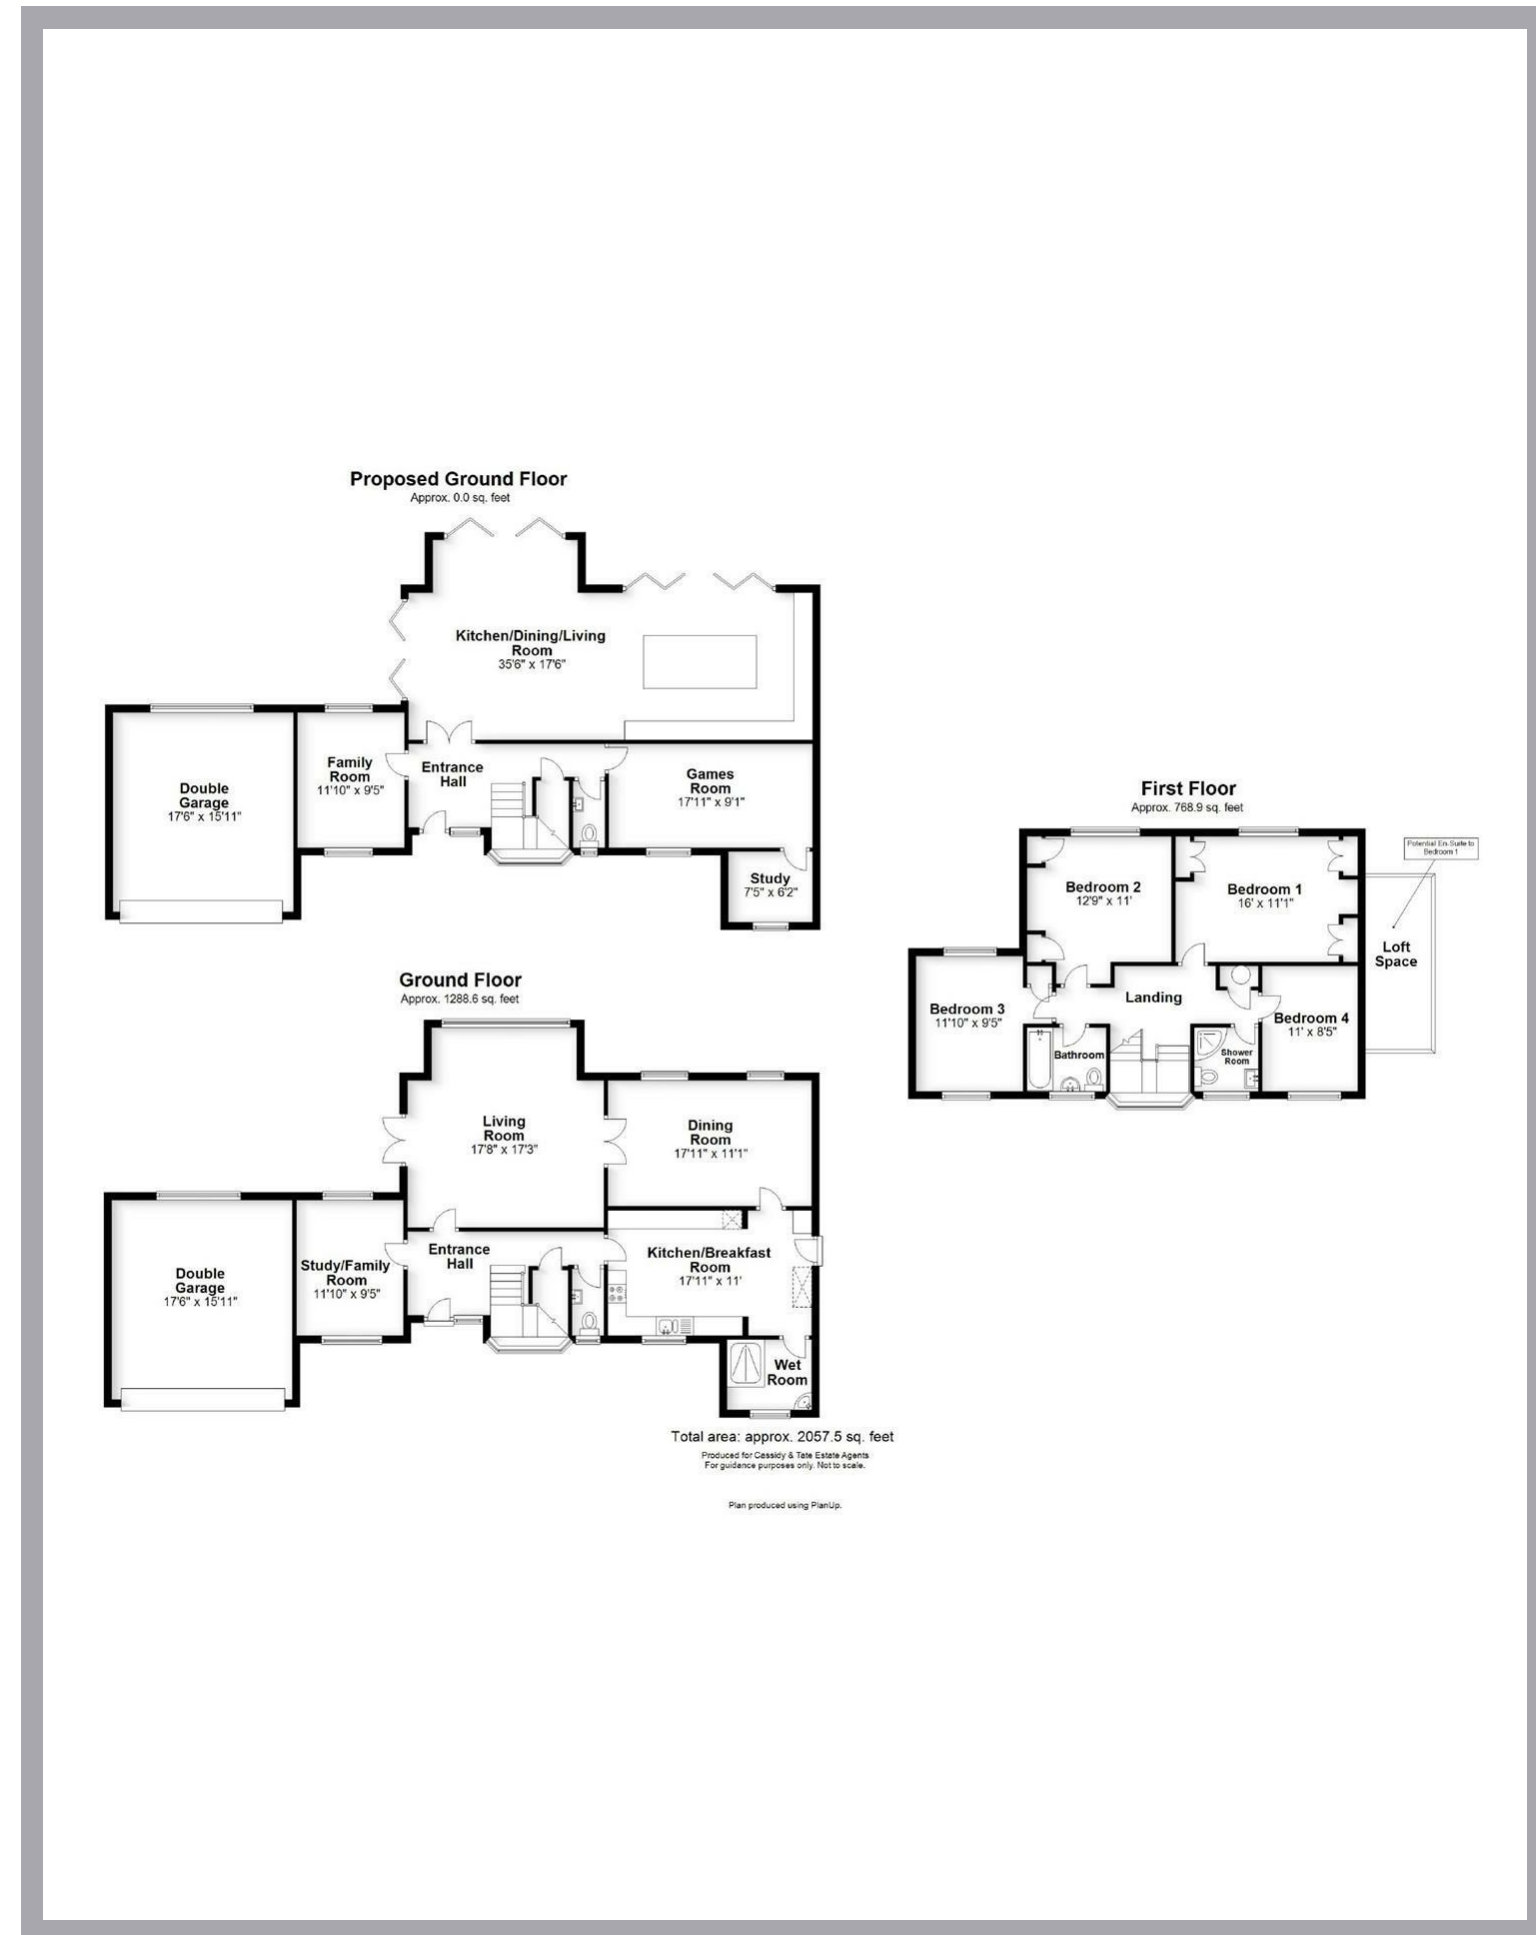 Proposed Ground Floor
Approx. 0.0 sq. feet
Kitchen/Dining/Living
Room
35'6" x 17'6"
Family
Room
11'10" x 9'5"
Entrance
Hall
Games
Room
17'11" x 9'1"
Double
Garage
17'6" x 15'11"
Study
7'5" x 6'2"
First Floor
Approx. 768.9 sq. feet
Potential En-Suite to
Bedroom 1
Bedroom 2
12'9" x 11'
Bedroom 1
16' x 11'1"
Loft
Space
Landing
Bedroom 3
11'10" x 9'5"
Bedroom 4
11' x 8'5"
Bathroom
Shower
Room
Ground Floor
Approx. 1288.6 sq. feet
Living
Room
17'8" x 17'3"
Dining
Room
17'11" x 11'1"
Entrance
Hall
Kitchen/Breakfast
Room
17'11" x 11'
Study/Family
Room
11'10" x 9'5"
Double
Garage
17'6" x 15'11"
Wet
Room
Total area: approx. 2057.5 sq. feet
Produced for Cassidy & Tate Estate Agents
For guidance purposes only. Not to scale.
Plan produced using PlanUp.